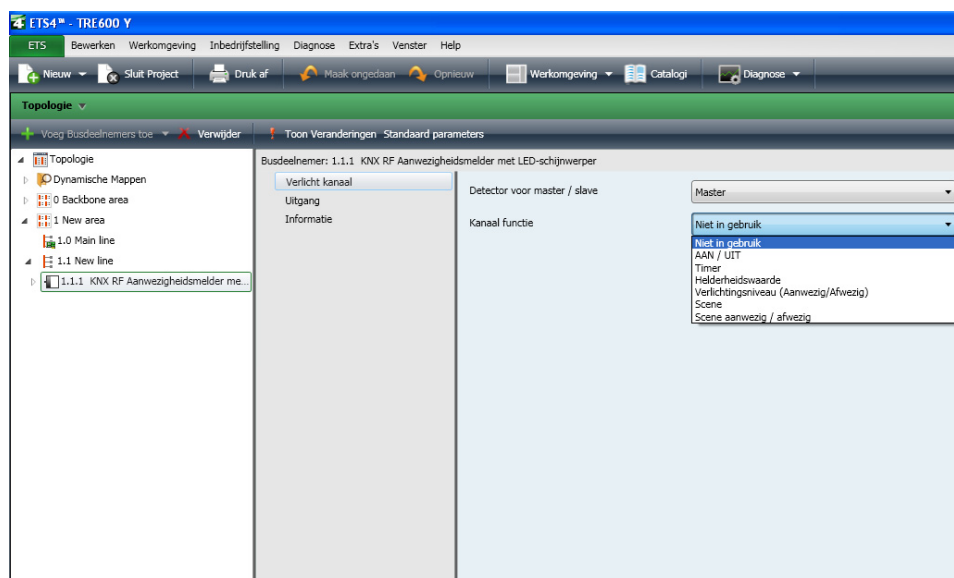 ETS4™ - TRE600 Y
ETS Bewerken Werkomgeving Inbedrijfstelling Diagnose Extra's Venster Help
Nieuw Sluit Project Druk af Maak ongedaan Opnieuw Werkomgeving Catalogi Diagnose
Topologie
Voeg Busdeelnemers toe Verwijder Toon Veranderingen Standaard parameters
Topologie
Dynamische Mappen
0 Backbone area
1 New area
1.0 Main line
1.1 New line
1.1.1 KNX RF Aanwezigheidsmelder me...
Busdeelnemer: 1.1.1 KNX RF Aanwezigheidsmelder met LED-schijnwerper
Verlicht kanaal
Uitgang
Informatie
Detector voor master / slave Master
Kanaal functie Niet in gebruik
Niet in gebruik
AAN / UIT
Timer
Helderheidswaarde
Verlichtingsniveau (Aanwezig/Afwezig)
Scene
Scene aanwezig / afwezig